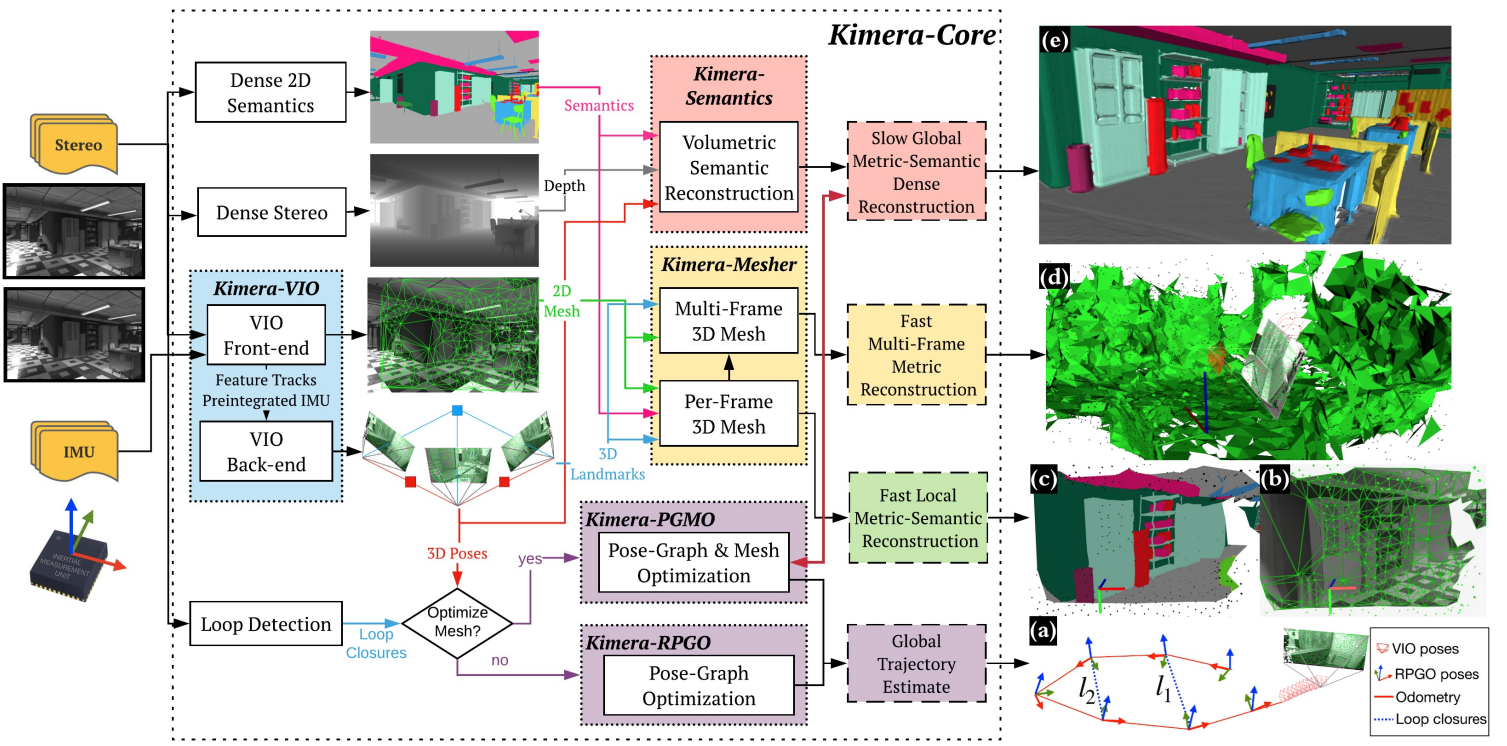 Kimera-Core
Stereo
IMU
INERTIAL
MEASUREMENT
UNIT
Dense 2D
Semantics
Dense Stereo
Kimera-VIO
VIO
Front-end
Feature Tracks
Preintegrated IMU
VIO
Back-end
Loop Detection
Loop
Closures
Semantics
Depth
2D
Mesh
3D
Landmarks
3D Poses
Optimize
Mesh?
yes
no
Kimera-
Semantics
Volumetric
Semantic
Reconstruction
Kimera-Mesher
Multi-Frame
3D Mesh
Per-Frame
3D Mesh
Kimera-PGMO
Pose-Graph & Mesh
Optimization
Kimera-RPGO
Pose-Graph
Optimization
Slow Global
Metric-Semantic
Dense
Reconstruction
Fast
Multi-Frame
Metric
Reconstruction
Fast Local
Metric-Semantic
Reconstruction
Global
Trajectory
Estimate
(e)
(d)
(c)
(b)
(a)
l2
l1
VIO poses
RPGO poses
Odometry
Loop closures